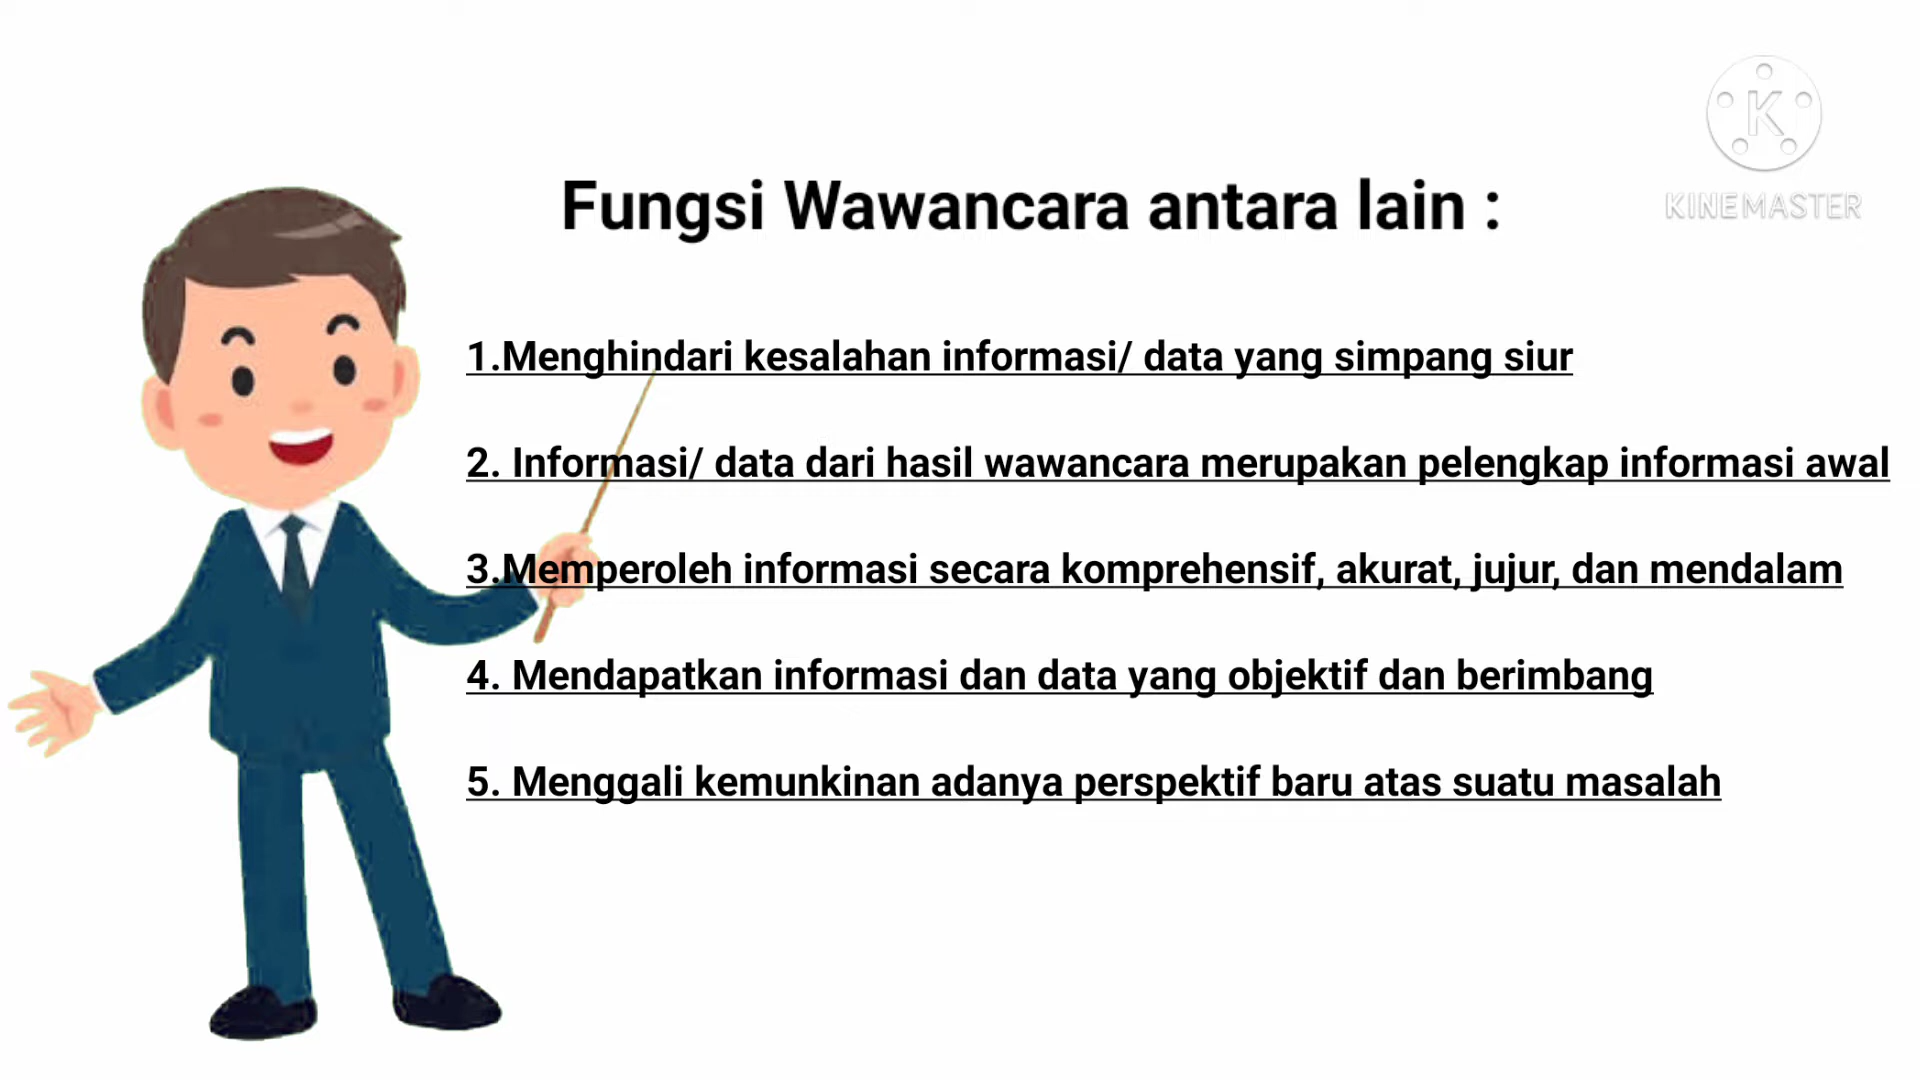 KINEMASTER
Fungsi Wawancara antara lain :
1.Menghindari kesalahan informasi/ data yang simpang siur
2. Informasi/ data dari hasil wawancara merupakan pelengkap informasi awal
3.Memperoleh informasi secara komprehensif, akurat, jujur, dan mendalam
4. Mendapatkan informasi dan data yang objektif dan berimbang
5. Menggali kemunkinan adanya perspektif baru atas suatu masalah